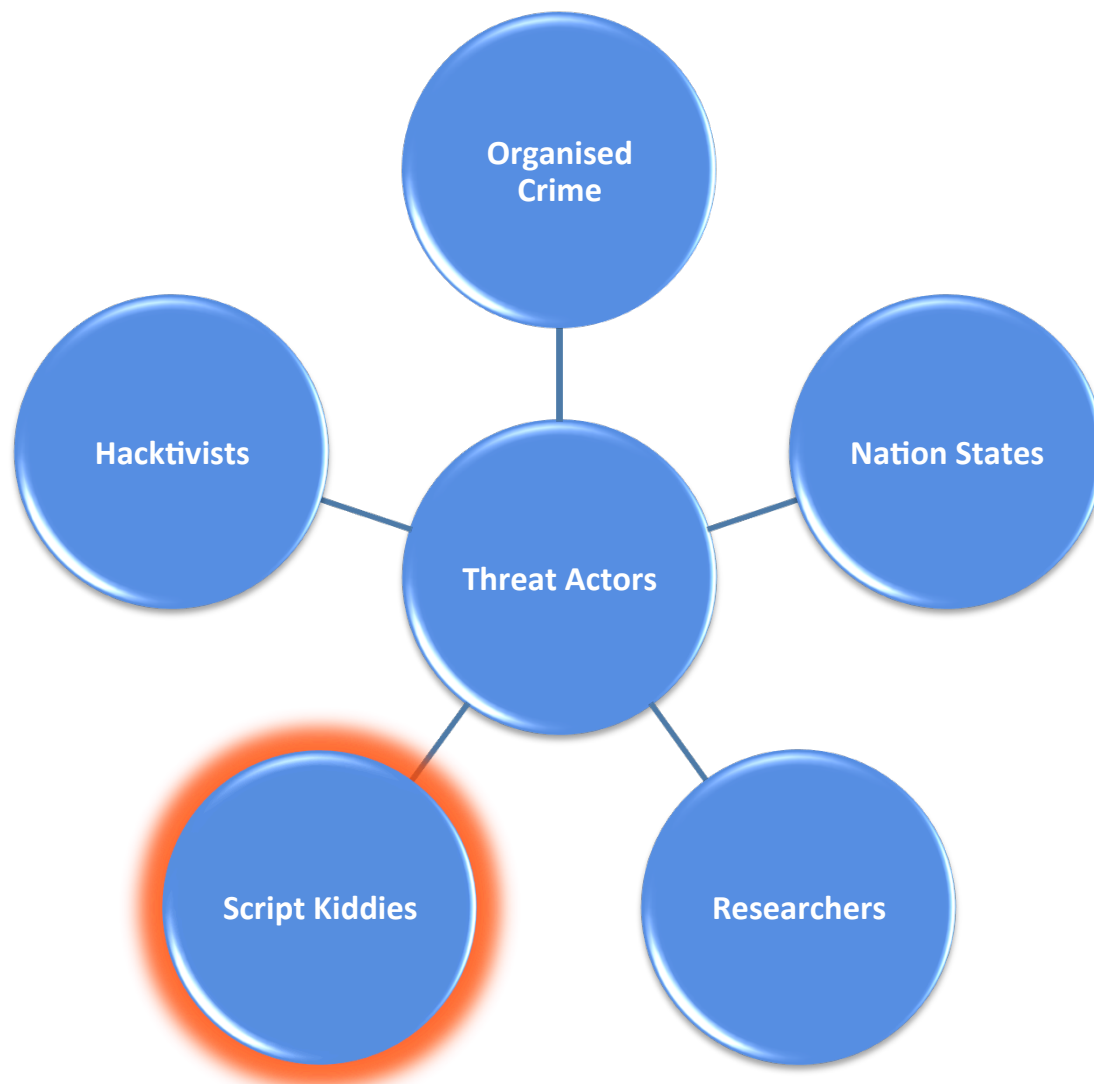 Organised
Crime
Hacktivists
Nation States
Threat Actors
Script Kiddies
Researchers